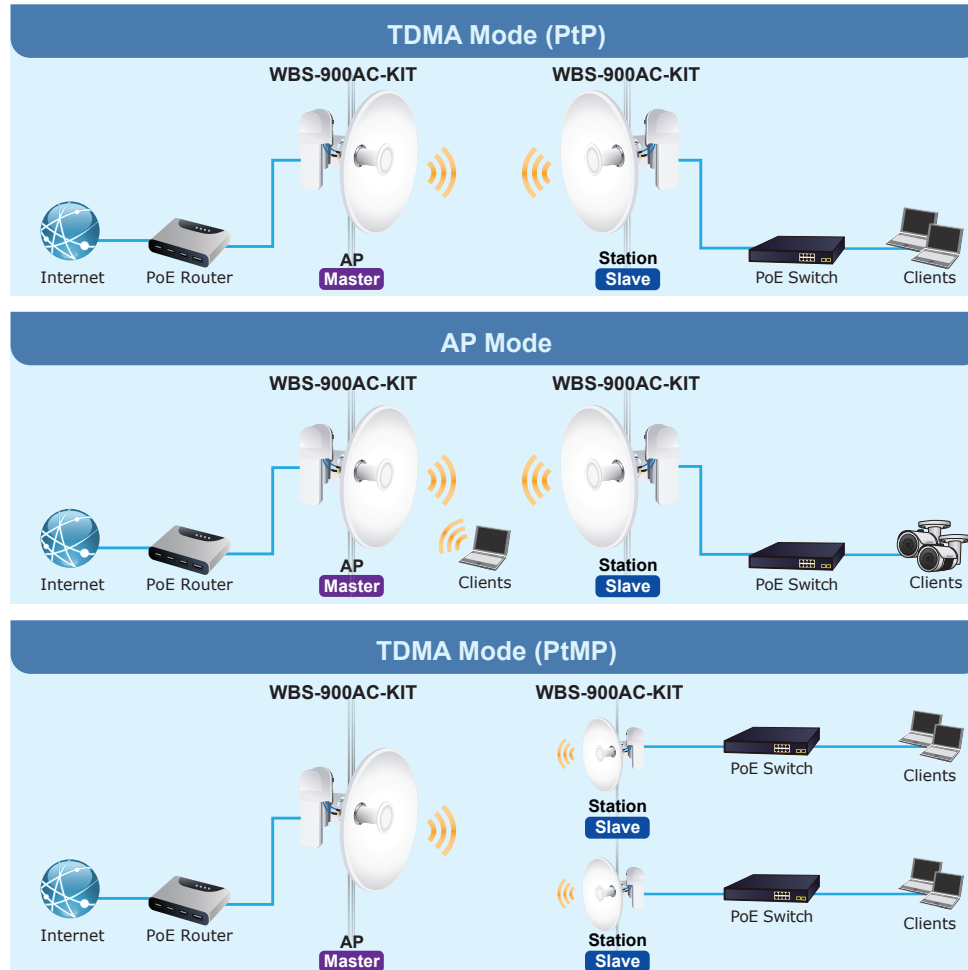 TDMA Mode (PtP)
WBS-900AC-KIT
WBS-900AC-KIT
Internet
PoE Router
AP
Master
Station
Slave
PoE Switch
Clients
AP Mode
WBS-900AC-KIT
WBS-900AC-KIT
Internet
PoE Router
AP
Master
Clients
Station
Slave
PoE Switch
Clients
TDMA Mode (PtMP)
WBS-900AC-KIT
WBS-900AC-KIT
PoE Switch
Clients
Station
Slave
Internet
PoE Router
AP
Master
Station
Slave
PoE Switch
Clients